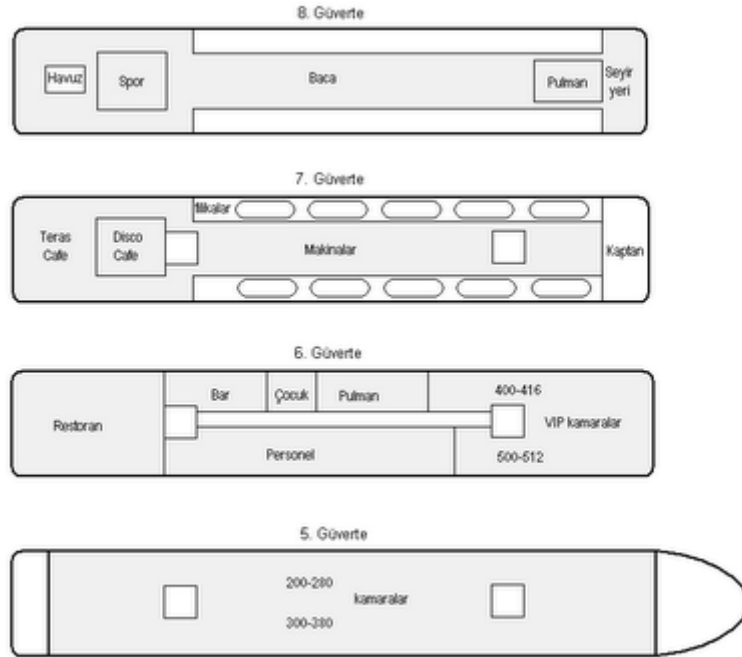 8. Güverte
Havuz
Spor
Baca
Pulman
Seyir
yeri
7. Güverte
filikalar
Teras
Cafe
Disco
Cafe
Makinalar
Kaptan
6. Güverte
Restoran
Bar
Çocuk
Pulman
400-416
VIP kamaralar
Personel
500-512
5. Güverte
200-280
kamaralar
300-380